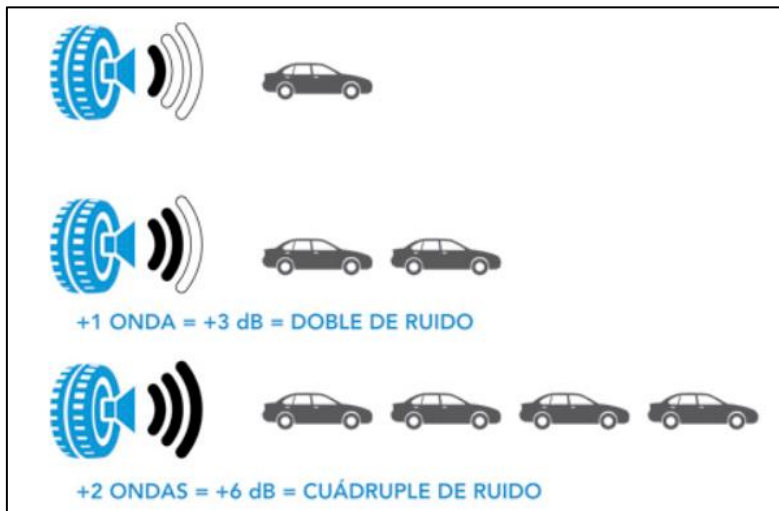 +1 ONDA = +3 dB = DOBLE DE RUIDO
+2 ONDAS = +6 dB = CUÁDRUPLE DE RUIDO